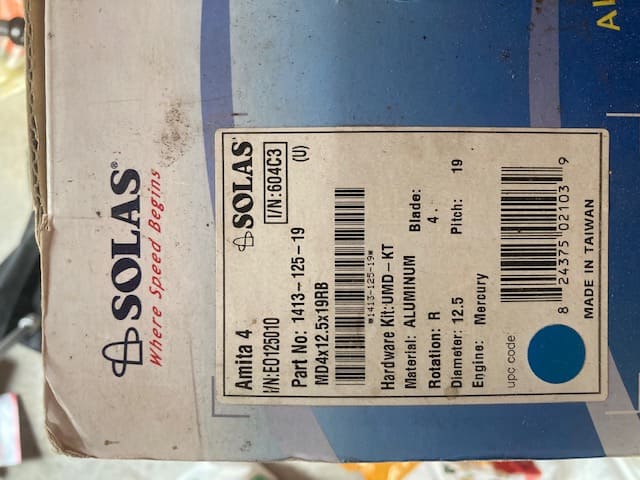 SOLAS®
Where Speed Begins
SOLAS®
Amita 4
I/N:604C3
I/N:EO125010
(U)
Part No: 1413-125-19
MD4x12.5x19RB
*1413-125-19*
Hardware Kit:UMD-KT
Material: ALUMINUM
Blade:
Rotation: R
4.
Diameter: 12.5
Pitch: 19
Engine: Mercury
upc code
8 24375 02103 9
MADE IN TAIWAN